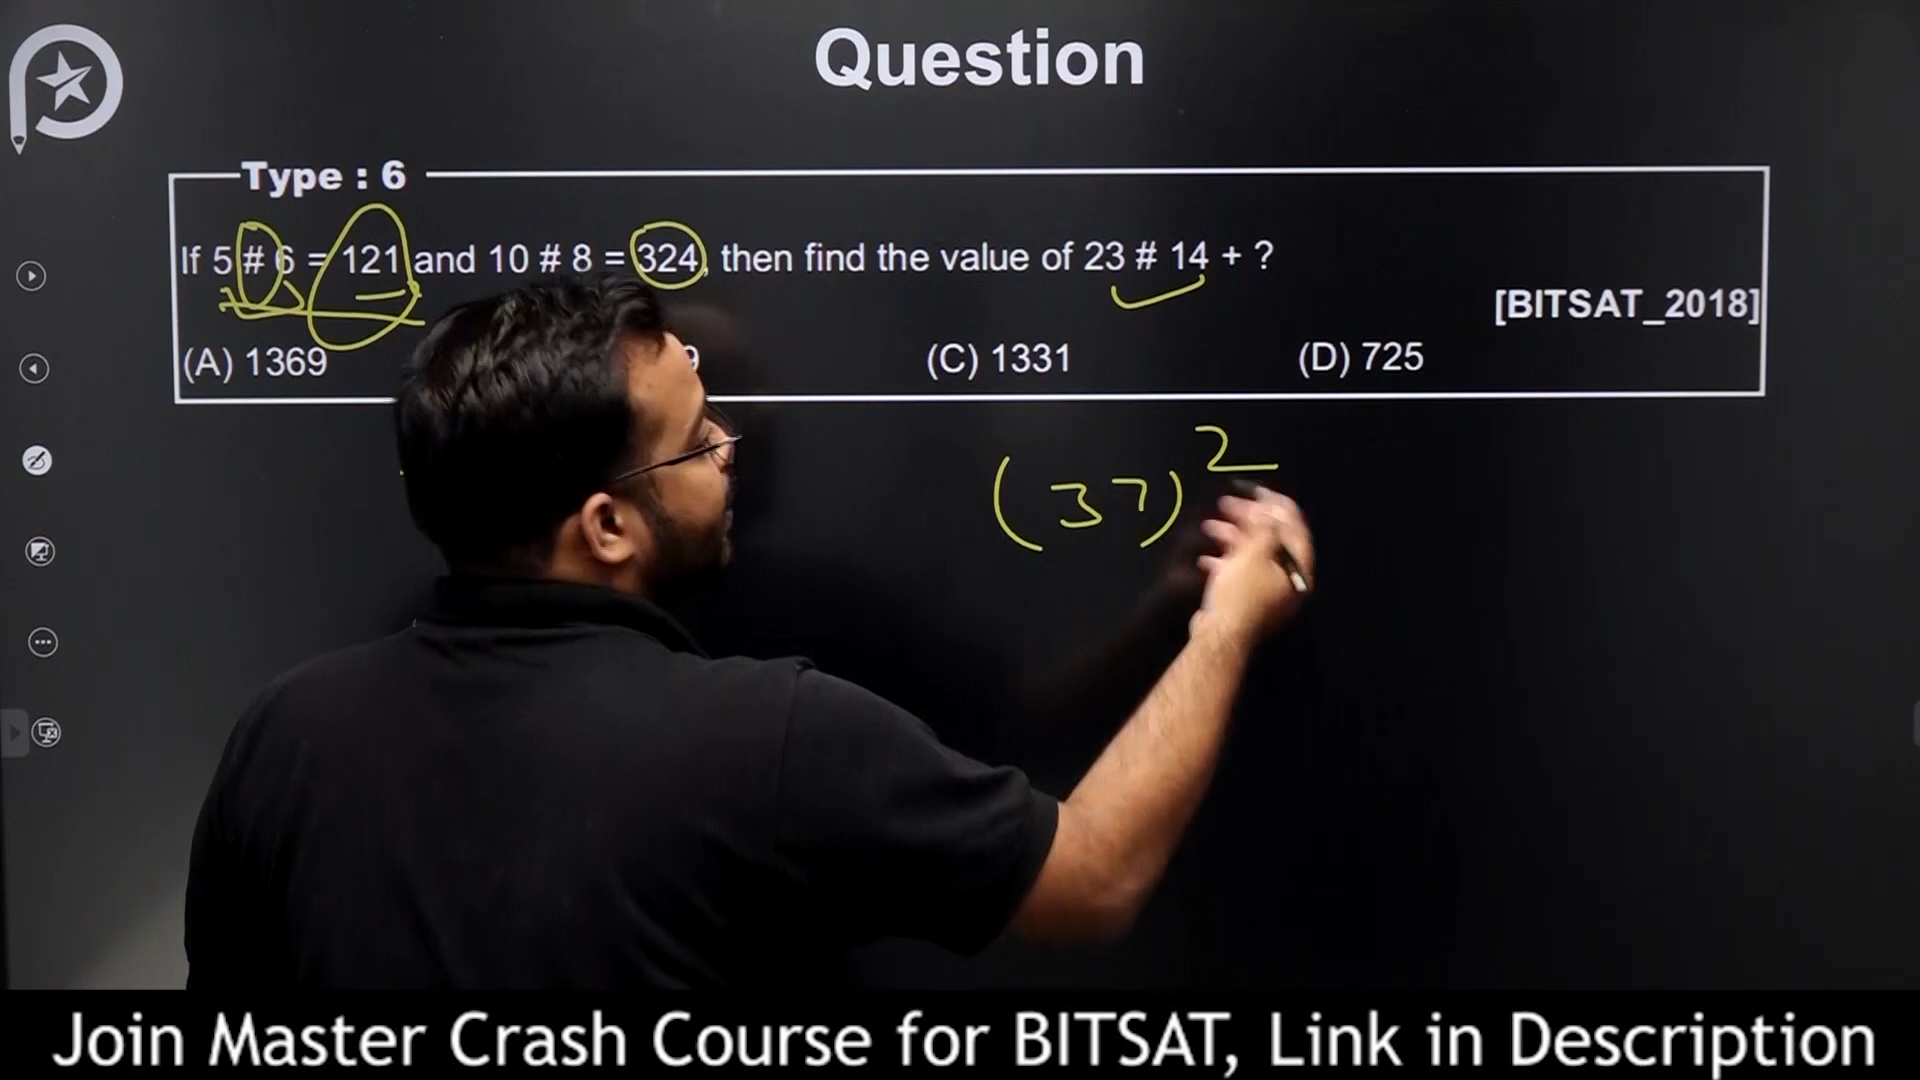 Question
Type : 6
If 5 # 6 = 121 and 10 # 8 = 324, then find the value of 23 # 14 + ?
[BITSAT_2018]
(A) 1369 9 (C) 1331 (D) 725
(37)²
Join Master Crash Course for BITSAT, Link in Description